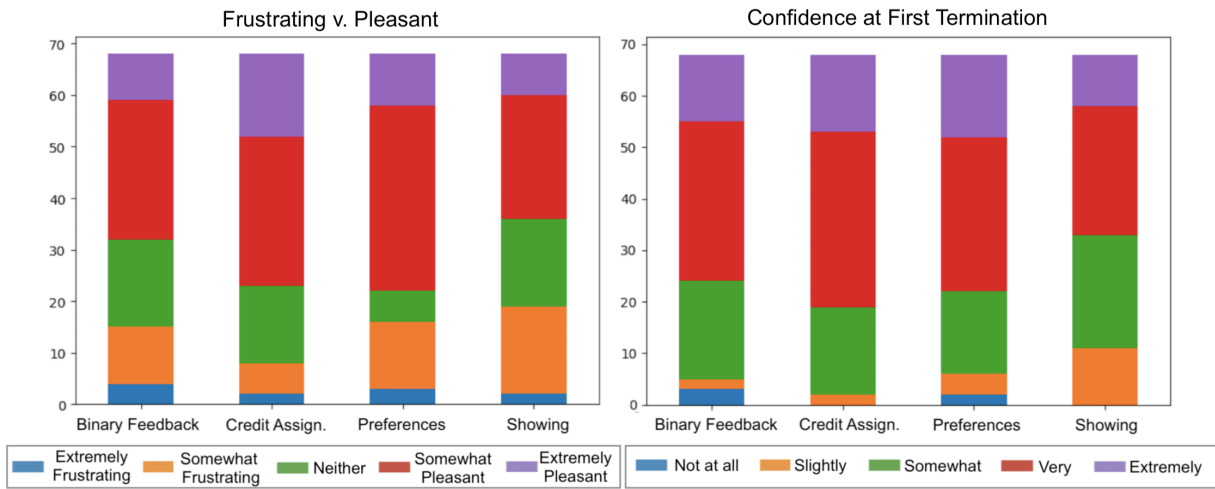 Frustrating v. Pleasant
70
60
50
40
30
20
10
0
Binary Feedback Credit Assign. Preferences Showing
Extremely Frustrating
Somewhat Frustrating
Neither
Somewhat Pleasant
Extremely Pleasant
Confidence at First Termination
70
60
50
40
30
20
10
0
Binary Feedback Credit Assign. Preferences Showing
Not at all Slightly Somewhat Very Extremely